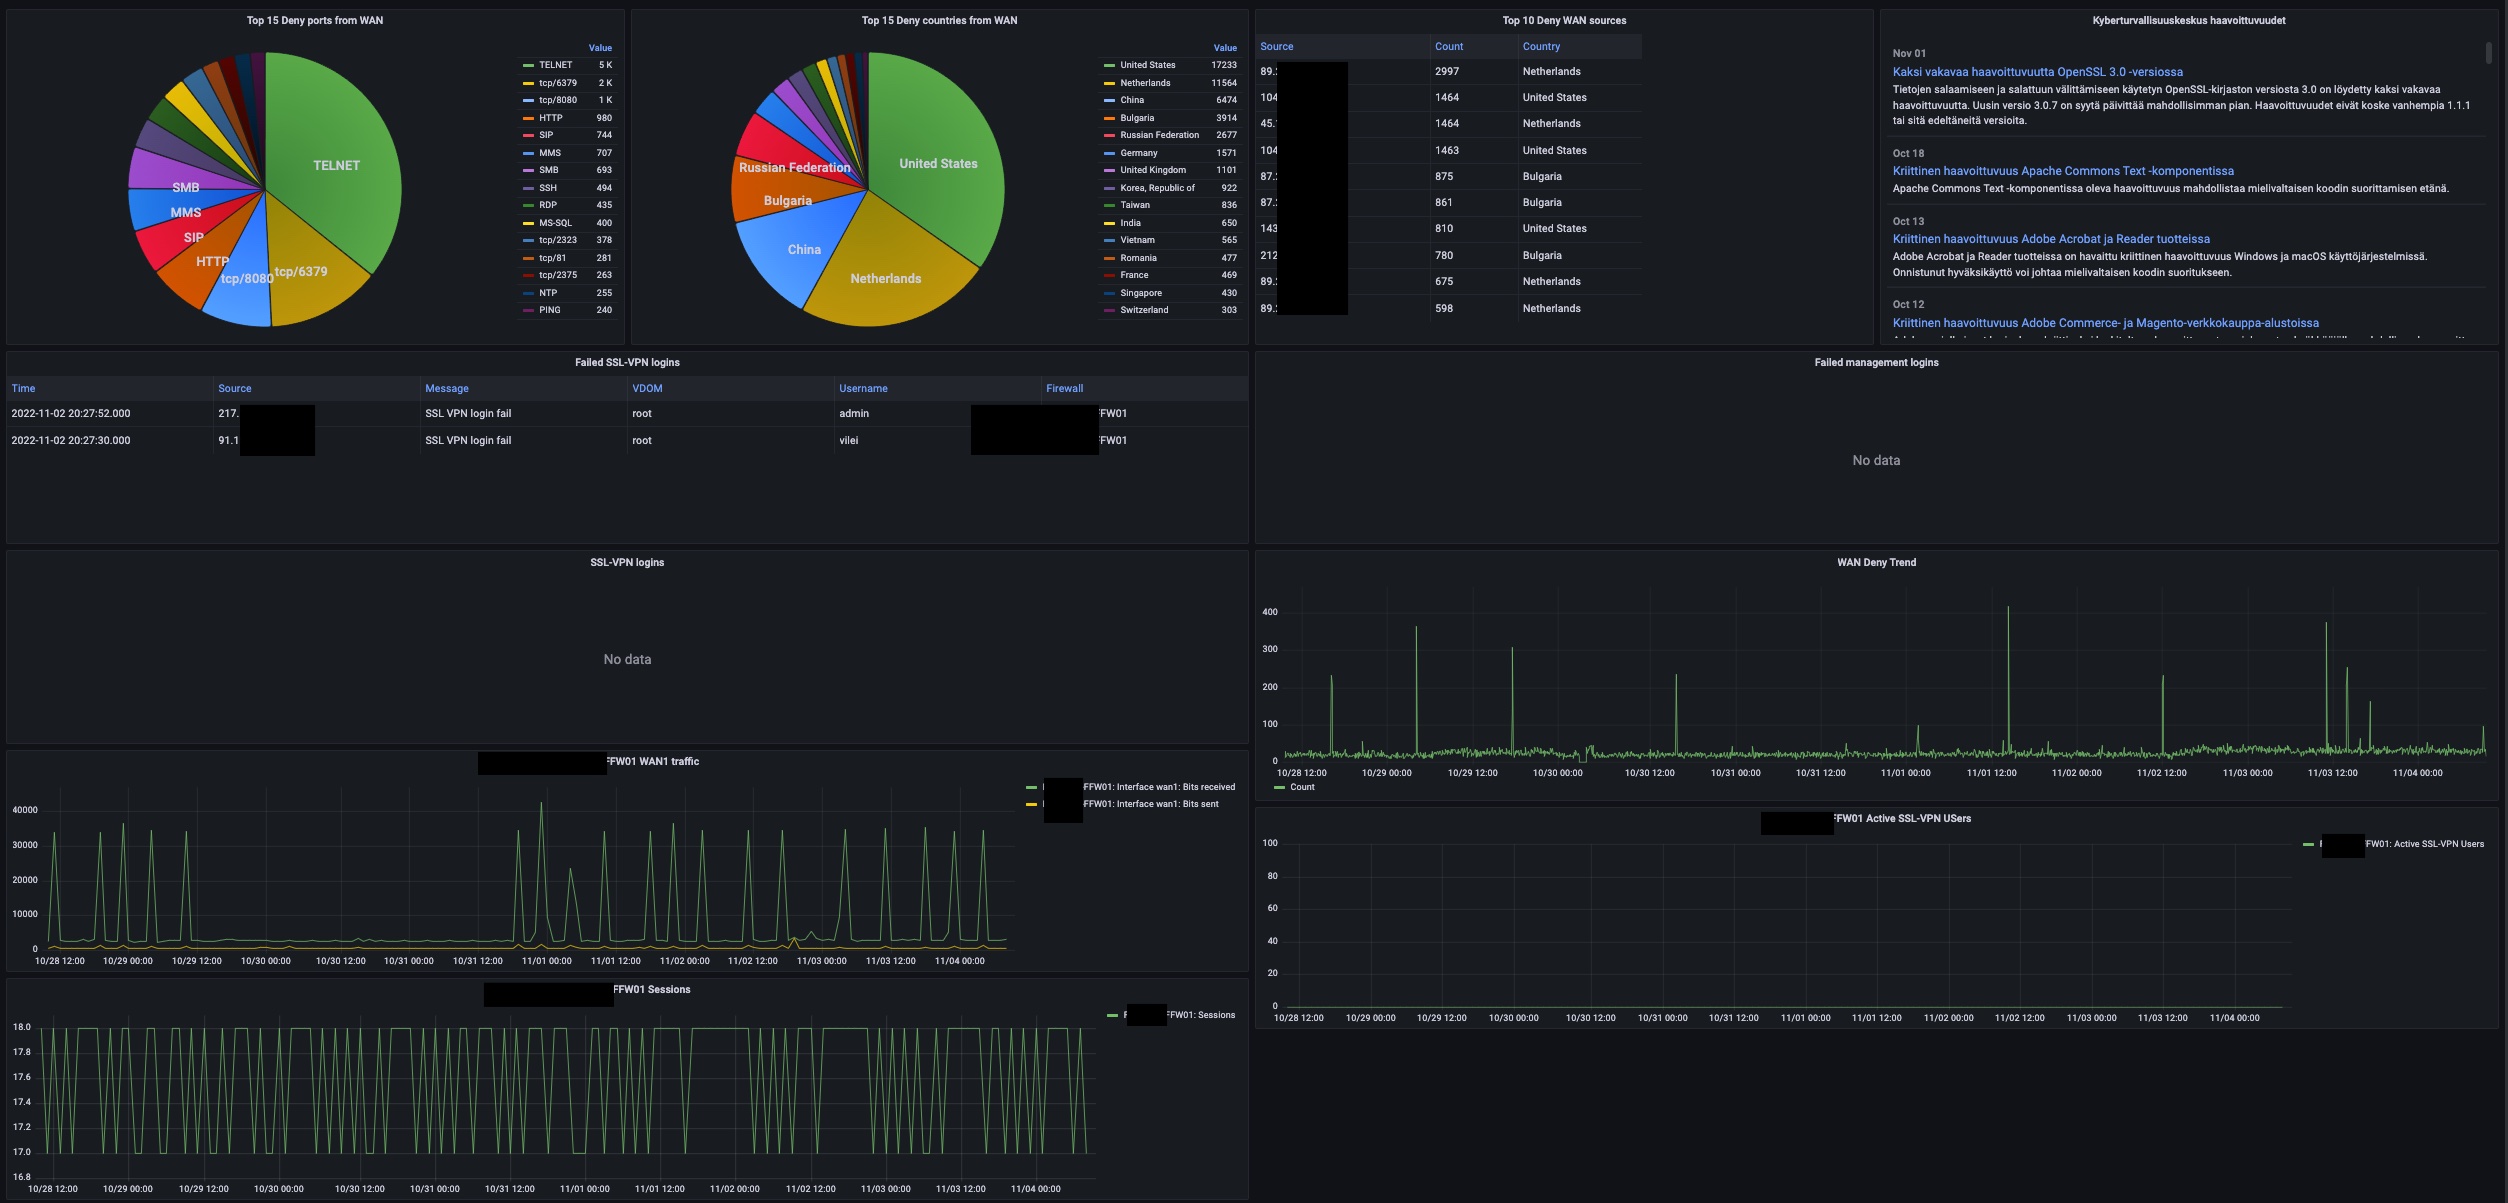 Top 15 Deny ports from WAN
TELNET
tcp/6379
tcp/8080
HTTP
SIP
MMS
SMB
Value
TELNET 5 K
tcp/6379 2 K
tcp/8080 1 K
HTTP 980
SIP 744
MMS 707
SMB 693
SSH 494
RDP 435
MS-SQL 400
tcp/2323 378
tcp/81 281
tcp/2375 263
NTP 255
PING 240
Top 15 Deny countries from WAN
United States
Netherlands
China
Bulgaria
Russian Federation
Value
United States 17233
Netherlands 11564
China 6474
Bulgaria 3914
Russian Federation 2677
Germany 1571
United Kingdom 1101
Korea, Republic of 922
Taiwan 836
India 650
Vietnam 565
Romania 477
France 469
Singapore 430
Switzerland 303
Top 10 Deny WAN sources
Source Count Country
89. 2997 Netherlands
104 1464 United States
45. 1464 Netherlands
104 1463 United States
87. 875 Bulgaria
87. 861 Bulgaria
143 810 United States
212 780 Bulgaria
89. 675 Netherlands
89. 598 Netherlands
Kyberturvallisuuskeskus haavoittuvuudet
Nov 01
Kaksi vakavaa haavoittuvuutta OpenSSL 3.0 -versiossa
Tietojen salaamiseen ja salattuun välittämiseen käytetyn OpenSSL-kirjaston versiosta 3.0 on löydetty kaksi vakavaa
haavoittuvuutta. Uusin versio 3.0.7 on syytä päivittää mahdollisimman pian. Haavoittuvuudet eivät koske vanhempia 1.1.1
tai sitä edeltäneitä versioita.
Oct 18
Kriittinen haavoittuvuus Apache Commons Text -komponentissa
Apache Commons Text -komponentissa oleva haavoittuvuus mahdollistaa mielivaltaisen koodin suorittamisen etänä.
Oct 13
Kriittinen haavoittuvuus Adobe Acrobat ja Reader tuotteissa
Adobe Acrobat ja Reader tuotteissa on havaittu kriittinen haavoittuvuus Windows ja macOS käyttöjärjestelmissä.
Onnistunut hyväksikäyttö voi johtaa mielivaltaisen koodin suoritukseen.
Oct 12
Kriittinen haavoittuvuus Adobe Commerce- ja Magento-verkkokauppa-alustoissa
Failed SSL-VPN logins
Time Source Message VDOM Username Firewall
2022-11-02 20:27:52.000 217. SSL VPN login fail root admin FW01
2022-11-02 20:27:30.000 91.1 SSL VPN login fail root vilei FW01
Failed management logins
No data
SSL-VPN logins
No data
WAN Deny Trend
400
300
200
100
0
10/28 12:00 10/29 00:00 10/29 12:00 10/30 00:00 10/30 12:00 10/31 00:00 10/31 12:00 11/01 00:00 11/01 12:00 11/02 00:00 11/02 12:00 11/03 00:00 11/03 12:00 11/04 00:00
Count
FFW01 WAN1 traffic
40000
30000
20000
10000
0
10/28 12:00 10/29 00:00 10/29 12:00 10/30 00:00 10/30 12:00 10/31 00:00 10/31 12:00 11/01 00:00 11/01 12:00 11/02 00:00 11/02 12:00 11/03 00:00 11/03 12:00 11/04 00:00
FFW01: Interface wan1: Bits received
FFW01: Interface wan1: Bits sent
FFW01 Active SSL-VPN USers
100
80
60
40
20
0
10/28 12:00 10/29 00:00 10/29 12:00 10/30 00:00 10/30 12:00 10/31 00:00 10/31 12:00 11/01 00:00 11/01 12:00 11/02 00:00 11/02 12:00 11/03 00:00 11/03 12:00 11/04 00:00
FW01: Active SSL-VPN Users
FFW01 Sessions
18.0
17.8
17.6
17.4
17.2
17.0
16.8
10/28 12:00 10/29 00:00 10/29 12:00 10/30 00:00 10/30 12:00 10/31 00:00 10/31 12:00 11/01 00:00 11/01 12:00 11/02 00:00 11/02 12:00 11/03 00:00 11/03 12:00 11/04 00:00
FFW01: Sessions